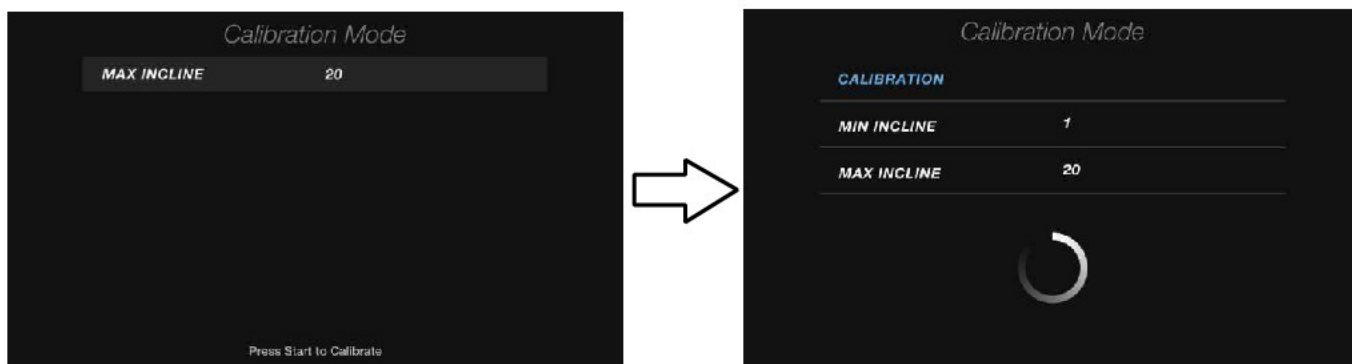 Calibration Mode
MAX INCLINE 20
Press Start to Calibrate
Calibration Mode
CALIBRATION
MIN INCLINE 1
MAX INCLINE 20